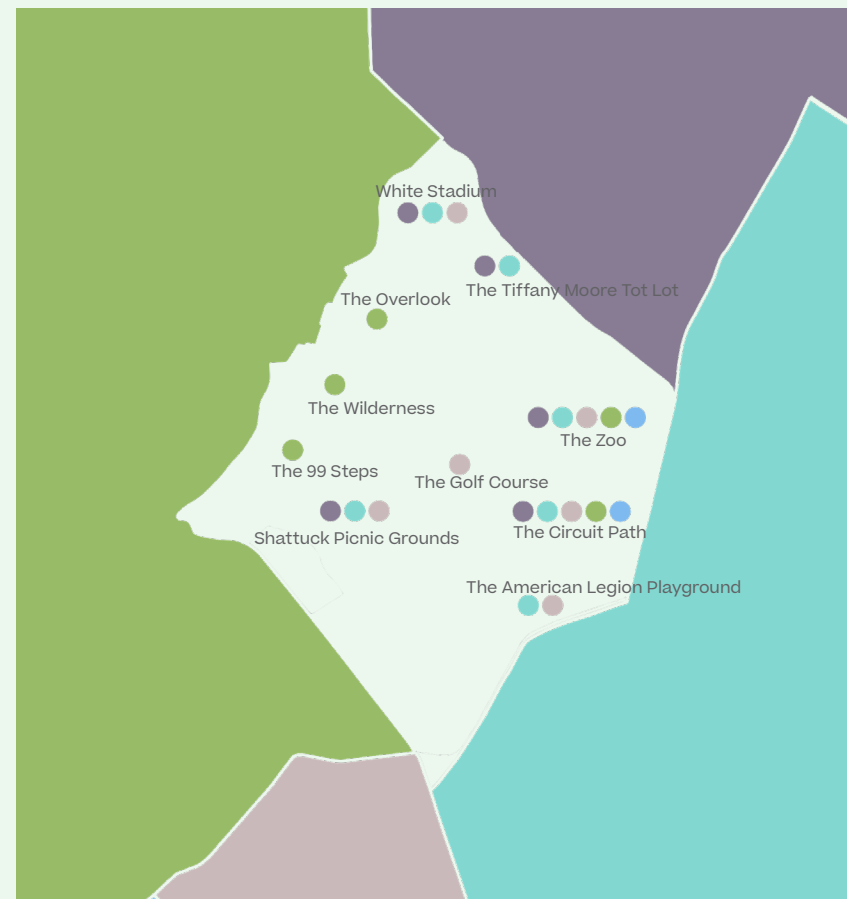 White Stadium
The Tiffany Moore Tot Lot
The Overlook
The Wilderness
The Zoo
The 99 Steps
The Golf Course
Shattuck Picnic Grounds
The Circuit Path
The American Legion Playground